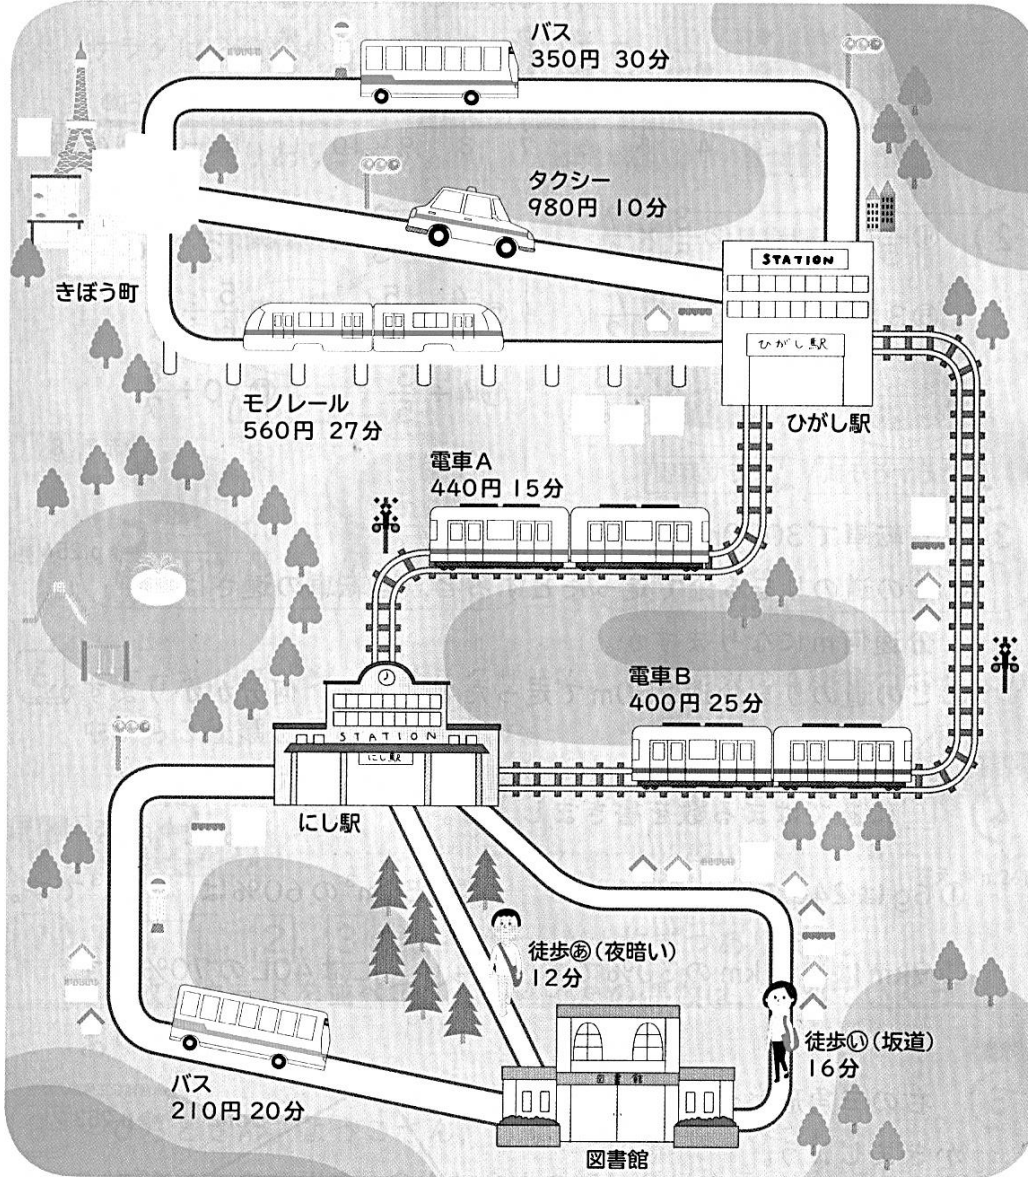 バス
350円 30分
タクシー
980円 10分
STATION
ひがし駅
きぼう町
ひがし駅
モノレール
560円 27分
電車A
440円 15分
電車B
400円 25分
STATION
にし駅
にし駅
徒歩あ(夜暗い)
12分
徒歩い(坂道)
16分
バス
210円 20分
図書館
図書館